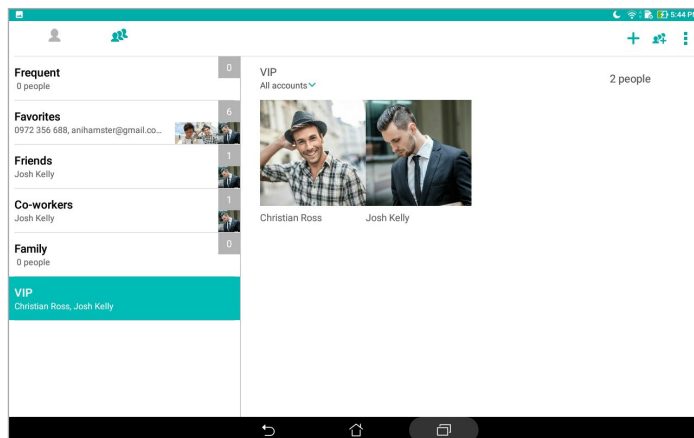 5:44 PM
Frequent
0
0 people
Favorites
6
0972 356 688, anihamster@gmail.co...
Friends
1
Josh Kelly
Co-workers
1
Josh Kelly
Family
0
0 people
VIP
Christian Ross, Josh Kelly
VIP
All accounts
2 people
Christian Ross
Josh Kelly